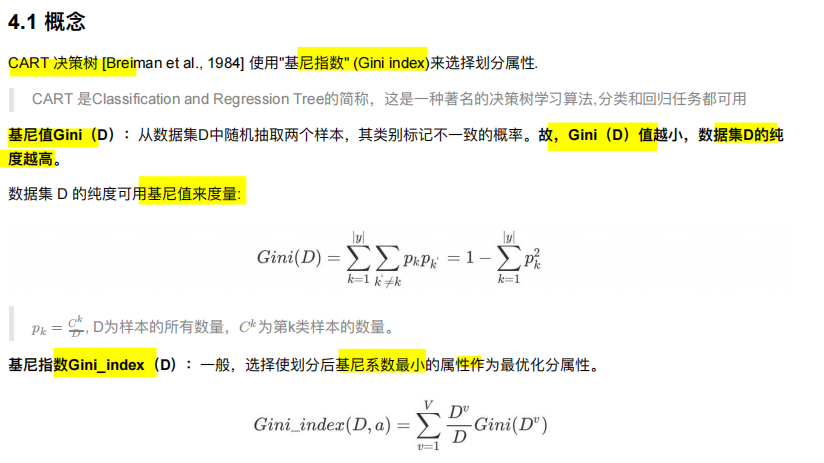 4.1 概念
CART 决策树 [Breiman et al., 1984] 使用"基尼指数" (Gini index)来选择划分属性.
CART 是Classification and Regression Tree的简称，这是一种著名的决策树学习算法,分类和回归任务都可用
基尼值Gini（D）：从数据集D中随机抽取两个样本，其类别标记不一致的概率。故，Gini（D）值越小，数据集D的纯
度越高。
数据集 D 的纯度可用基尼值来度量:
Gini(D) = \sum_{k=1}^{|y|} \sum_{k^{'} \neq k} p_k p_{k^{'}} = 1 - \sum_{k=1}^{|y|} p_k^2
p_k = \frac{C^k}{D}, D为样本的所有数量，C^k为第k类样本的数量。
基尼指数Gini_index（D）：一般，选择使划分后基尼系数最小的属性作为最优化分属性。
Gini\_index(D, a) = \sum_{v=1}^{V} \frac{D^v}{D} Gini(D^v)